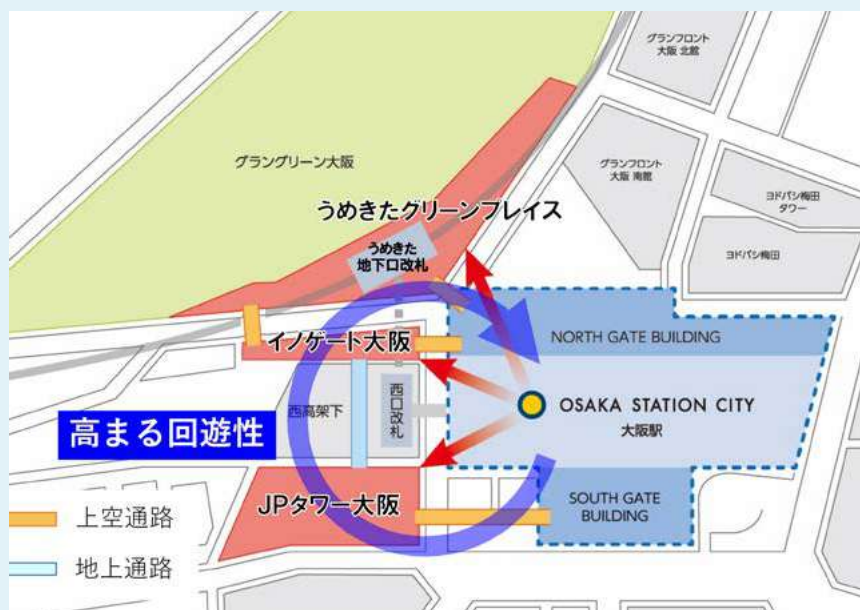 グランフロント
大阪 北館
グラングリーン大阪
グランフロント
大阪 南館
ヨドバシ梅田
タワー
うめきたグリーンプレイス
うめきた
地下口改札
ヨドバシ梅田
イノゲート大阪
NORTH GATE BUILDING
西口改札
西高架下
OSAKA STATION CITY
大阪駅
高まる回遊性
JPタワー大阪
SOUTH GATE
BUILDING
上空通路
地上通路